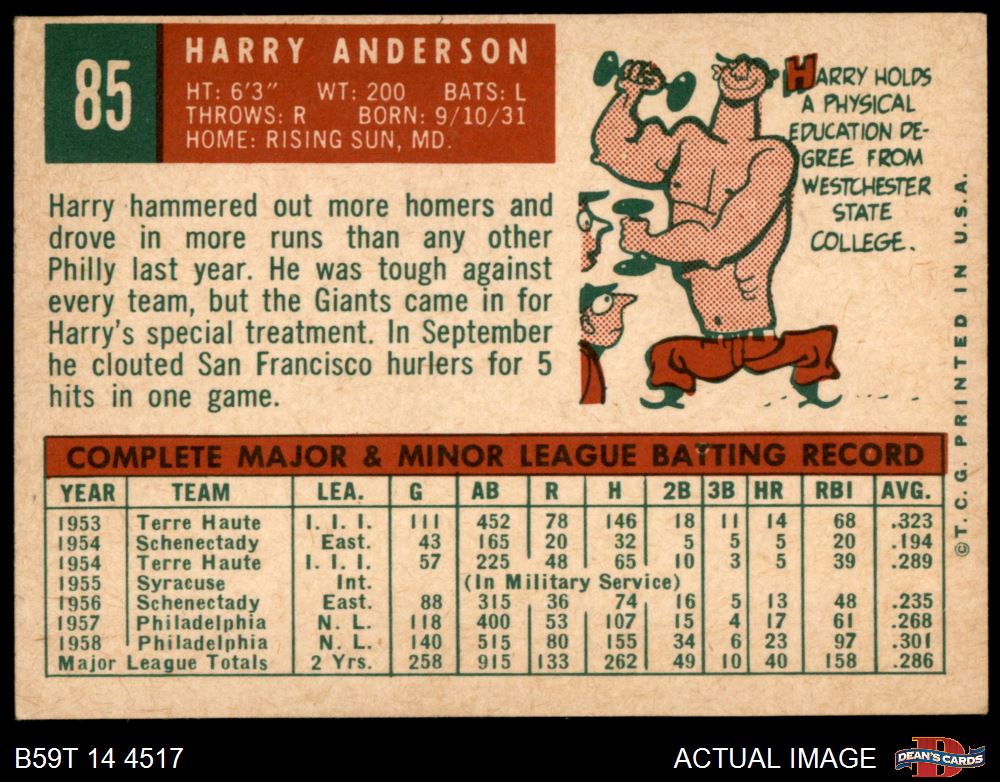 85
HARRY ANDERSON
HT: 6'3" WT: 200 BATS: L
THROWS: R BORN: 9/10/31
HOME: RISING SUN, MD.
HARRY HOLDS
A PHYSICAL
EDUCATION DE-
GREE FROM
WESTCHESTER
STATE
COLLEGE.
Harry hammered out more homers and
drove in more runs than any other
Philly last year. He was tough against
every team, but the Giants came in for
Harry's special treatment. In September
he clouted San Francisco hurlers for 5
hits in one game.
COMPLETE MAJOR & MINOR LEAGUE BATTING RECORD
YEAR TEAM LEA. G AB R H 2B 3B HR RBI AVG.
1953 Terre Haute I. I. I. 111 452 78 146 18 11 14 68 .323
1954 Schenectady East. 43 165 20 32 5 5 5 20 .194
1954 Terre Haute I. I. I. 57 225 48 65 10 3 5 39 .289
1955 Syracuse Int. (In Military Service)
1956 Schenectady East. 88 315 36 74 16 5 13 48 .235
1957 Philadelphia N. L. 118 400 53 107 15 4 17 61 .268
1958 Philadelphia N. L. 140 515 80 155 34 6 23 97 .301
Major League Totals 2 Yrs. 258 915 133 262 49 10 40 158 .286
©T. C. G. PRINTED IN U.S.A.
B59T 14 4517
ACTUAL IMAGE
D
DEAN'S CARDS